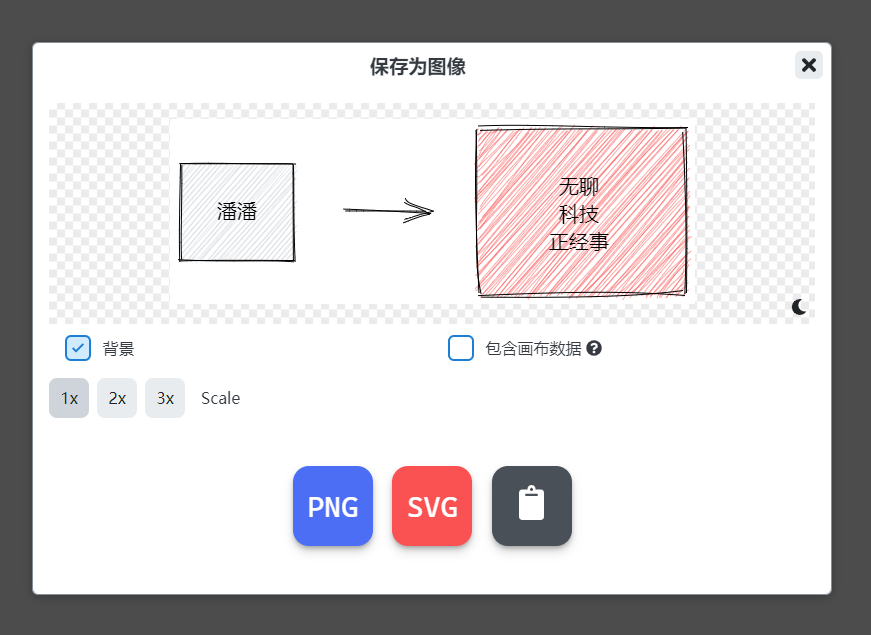 保存为图像
潘潘
无聊
科技
正经事
背景
包含画布数据
1x 2x 3x Scale
PNG SVG